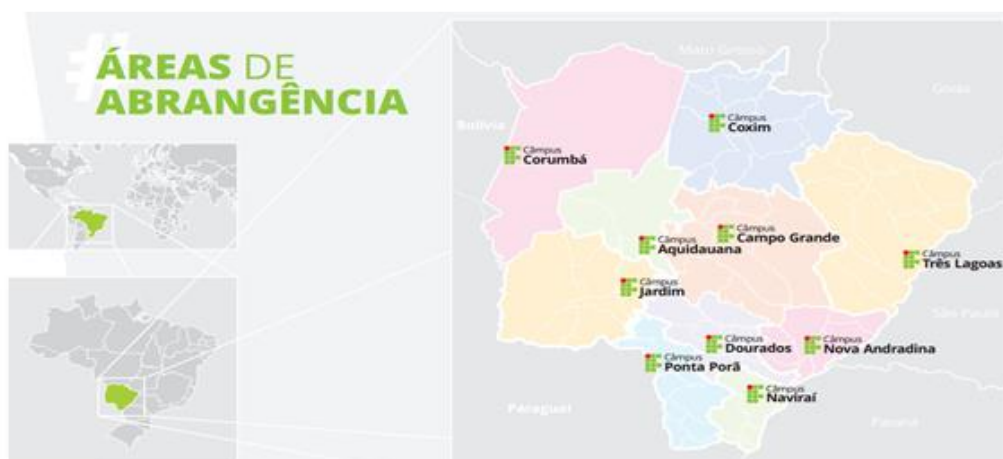 #ÁREAS DE
ABRANGÊNCIA
Mato Grosso
Goiás
Bolívia
Câmpus
Coxim
Câmpus
Corumbá
Câmpus
Campo Grande
Câmpus
Aquidauana
Câmpus
Três Lagoas
Câmpus
Jardim
São Paulo
Câmpus
Dourados
Câmpus
Nova Andradina
Câmpus
Ponta Porã
Câmpus
Naviraí
Paraguai
Paraná